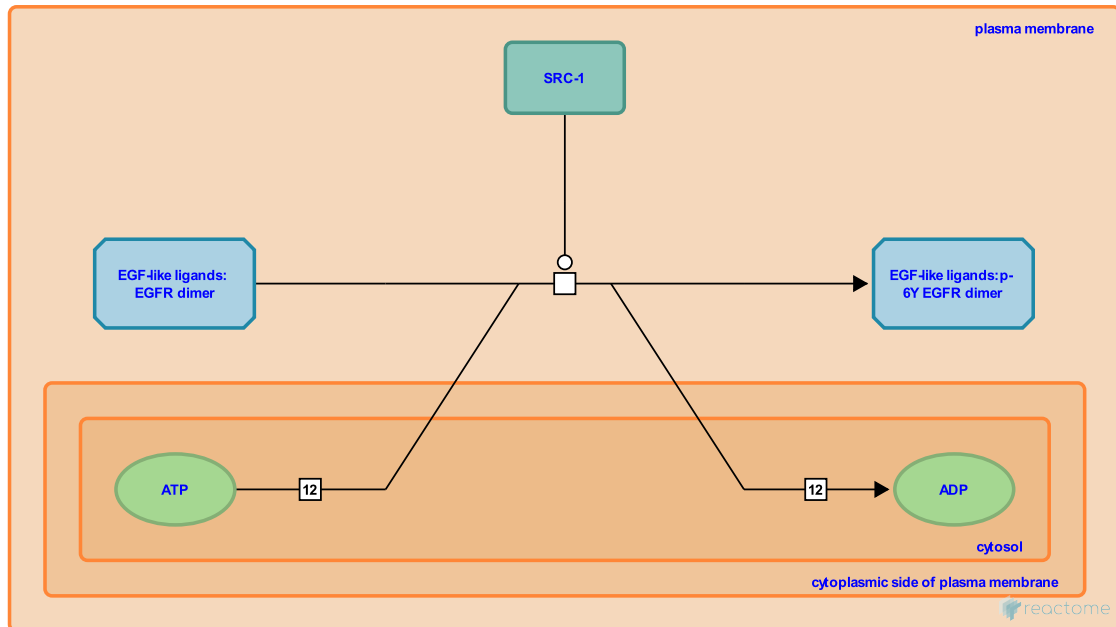 plasma membrane
SRC-1
EGF-like ligands:
EGFR dimer
EGF-like ligands:p-
6Y EGFR dimer
ATP
12
12
ADP
cytosol
cytoplasmic side of plasma membrane
reactome